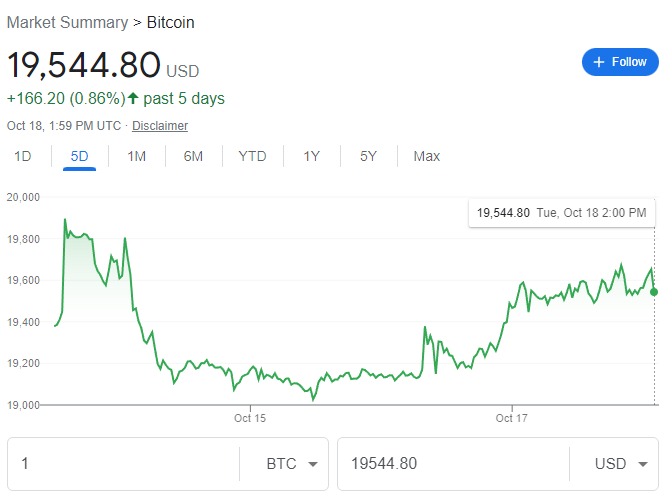 Market Summary > Bitcoin
19,544.80 USD
+ Follow
+166.20 (0.86%) past 5 days
Oct 18, 1:59 PM UTC · Disclaimer
1D 5D 1M 6M YTD 1Y 5Y Max
20,000
19,544.80 Tue, Oct 18 2:00 PM
19,800
19,600
19,400
19,200
19,000
Oct 15 Oct 17
1 BTC 19544.80 USD